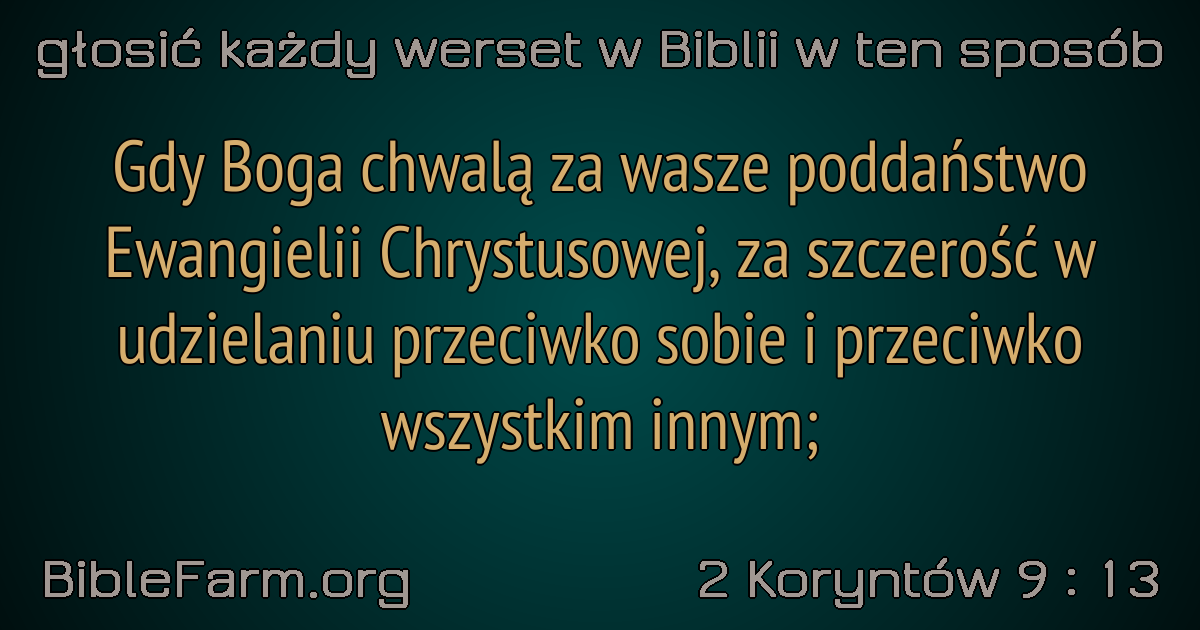 głosić każdy werset w Biblii w ten sposób
Gdy Boga chwalą za wasze poddaństwo
Ewangielii Chrystusowej, za szczerość w
udzielaniu przeciwko sobie i przeciwko
wszystkim innym;
BibleFarm.org
2 Koryntów 9 : 13